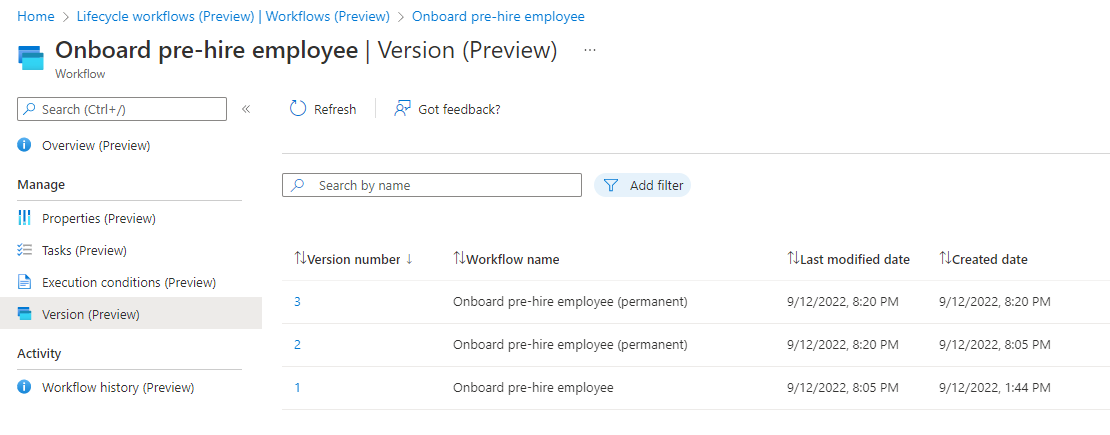 Home > Lifecycle workflows (Preview) | Workflows (Preview) > Onboard pre-hire employee
Onboard pre-hire employee | Version (Preview) ...
Workflow
Search (Ctrl+/) «
Refresh Got feedback?
Overview (Preview)
Manage
Properties (Preview)
Tasks (Preview)
Execution conditions (Preview)
Version (Preview)
Activity
Workflow history (Preview)
Search by name Add filter
Version number ↓ Workflow name Last modified date Created date
3 Onboard pre-hire employee (permanent) 9/12/2022, 8:20 PM 9/12/2022, 8:20 PM
2 Onboard pre-hire employee (permanent) 9/12/2022, 8:20 PM 9/12/2022, 8:05 PM
1 Onboard pre-hire employee 9/12/2022, 8:05 PM 9/12/2022, 1:44 PM